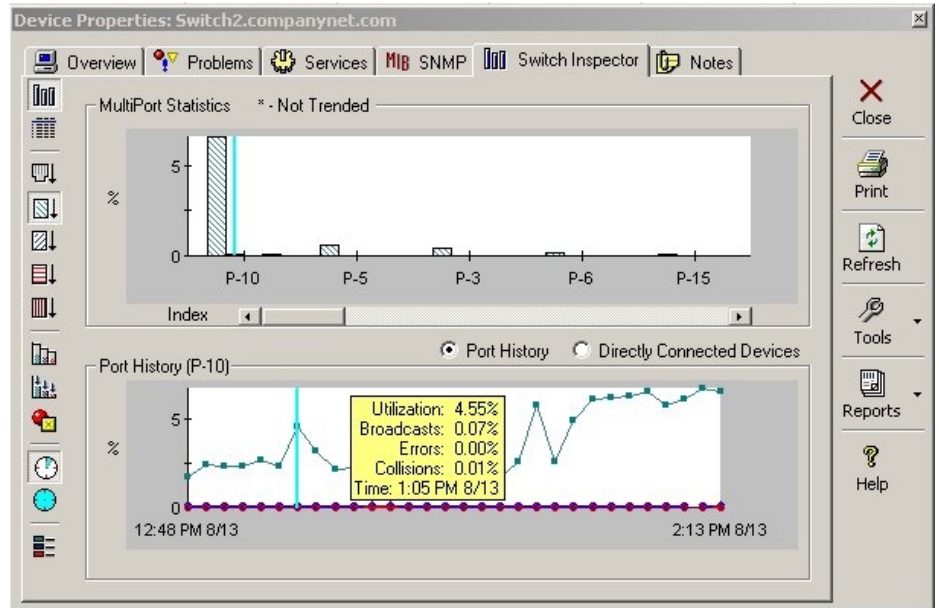 Device Properties: Switch2.companynet.com
Overview
Problems
Services
MIB SNMP
Switch Inspector
Notes
MultiPort Statistics * - Not Trended
5
%
0
P-10 P-5 P-3 P-6 P-15
Index
Port History Directly Connected Devices
Port History (P-10)
5
%
0
Utilization: 4.55%
Broadcasts: 0.07%
Errors: 0.00%
Collisions: 0.01%
Time: 1:05 PM 8/13
12:48 PM 8/13 2:13 PM 8/13
Close
Print
Refresh
Tools
Reports
Help